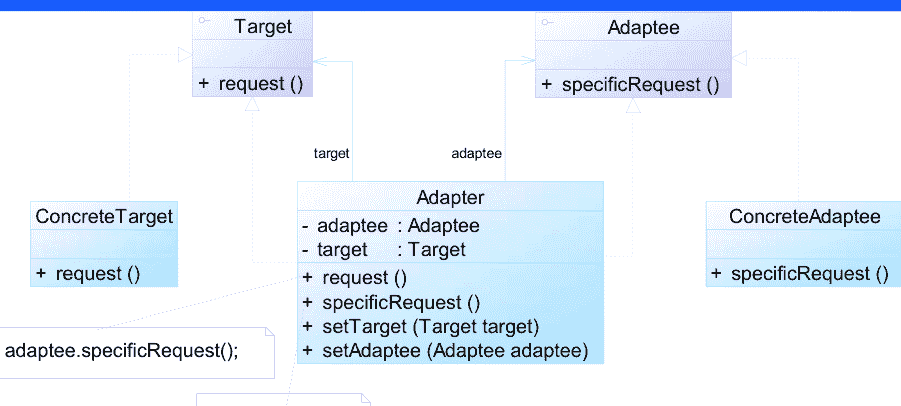 Target
+ request ()
Adaptee
+ specificRequest ()
target
adaptee
ConcreteTarget
+ request ()
Adapter
- adaptee : Adaptee
- target : Target
+ request ()
+ specificRequest ()
+ setTarget (Target target)
+ setAdaptee (Adaptee adaptee)
ConcreteAdaptee
+ specificRequest ()
adaptee.specificRequest();